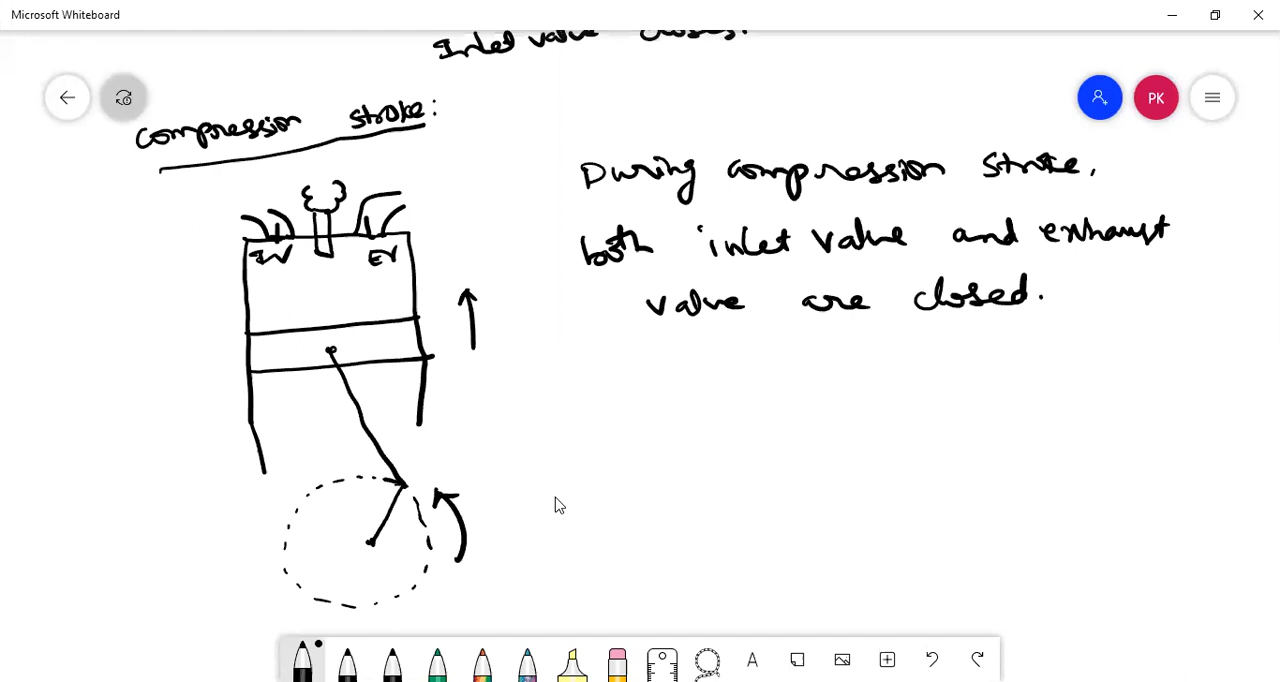 Microsoft Whiteboard
Inlet valve closes.
PK
compression stroke:
IV EV
During compression stroke,
both inlet valve and exhaust
valve are closed.
A